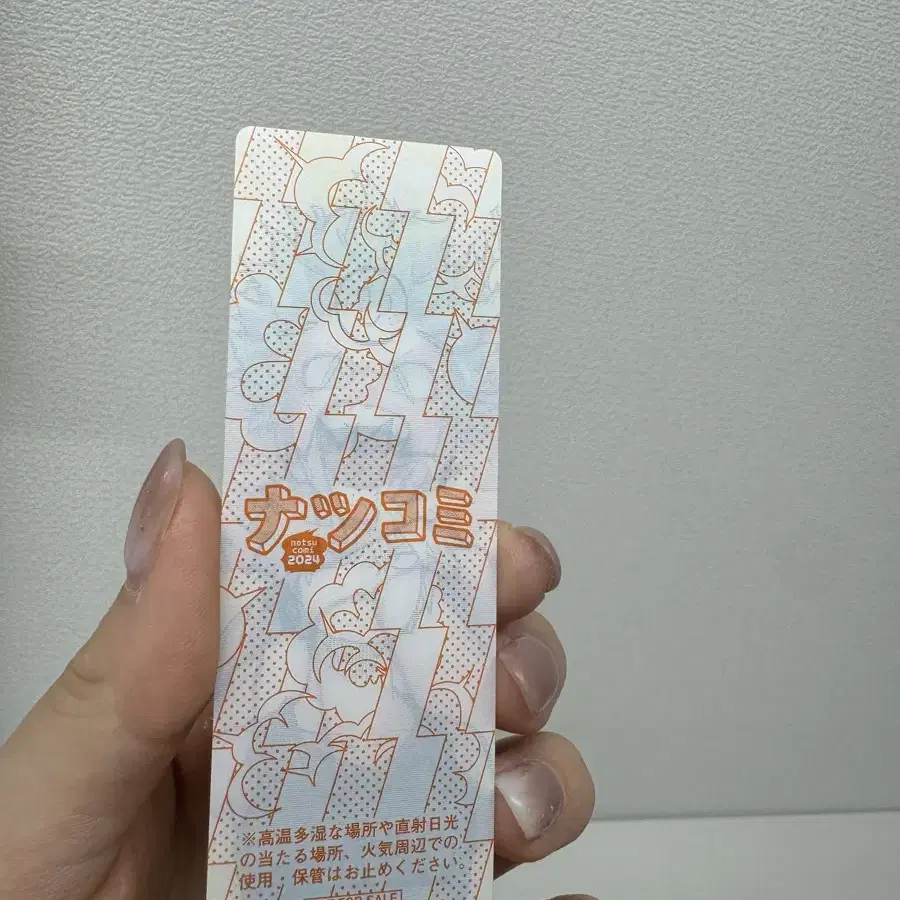 ナツコミ
natsu
comi
2024
※高温多湿な場所や直射日光
の当たる場所、火気周辺での
使用・保管はお止めください。
FOR SALE